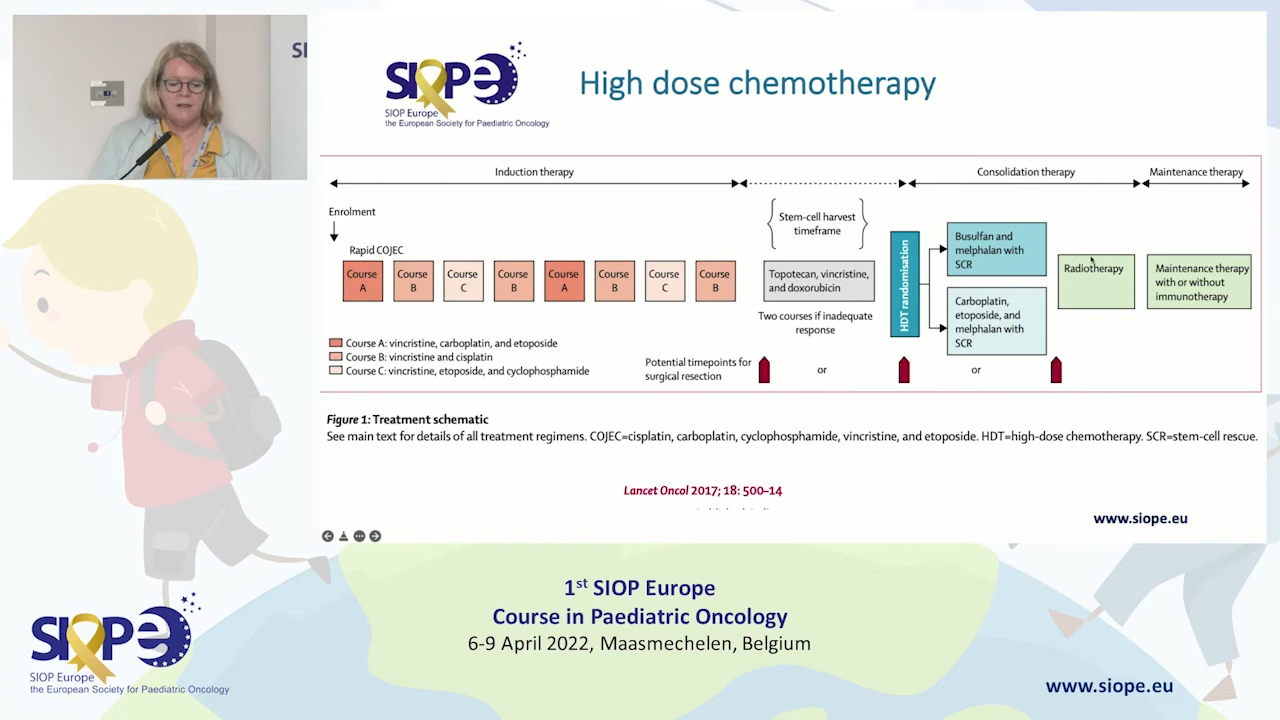 SI
SIOPe
SIOP Europe
the European Society for Paediatric Oncology
High dose chemotherapy
Induction therapy
Consolidation therapy
Maintenance therapy
Enrolment
Stem-cell harvest
timeframe
Rapid COJEC
Course
A
Course
B
Course
C
Course
B
Course
A
Course
B
Course
C
Course
B
Topotecan, vincristine,
and doxorubicin
Two courses if inadequate
response
HDT randomisation
Busulfan and
melphalan with
SCR
Carboplatin,
etoposide, and
melphalan with
SCR
Radiotherapy
Maintenance therapy
with or without
immunotherapy
Course A: vincristine, carboplatin, and etoposide
Course B: vincristine and cisplatin
Course C: vincristine, etoposide, and cyclophosphamide
Potential timepoints for
surgical resection
or
or
Figure 1: Treatment schematic
See main text for details of all treatment regimens. COJEC=cisplatin, carboplatin, cyclophosphamide, vincristine, and etoposide. HDT=high-dose chemotherapy. SCR=stem-cell rescue.
Lancet Oncol 2017; 18: 500–14
www.siope.eu
1st SIOP Europe
Course in Paediatric Oncology
6-9 April 2022, Maasmechelen, Belgium
SIOPe
SIOP Europe
the European Society for Paediatric Oncology
www.siope.eu